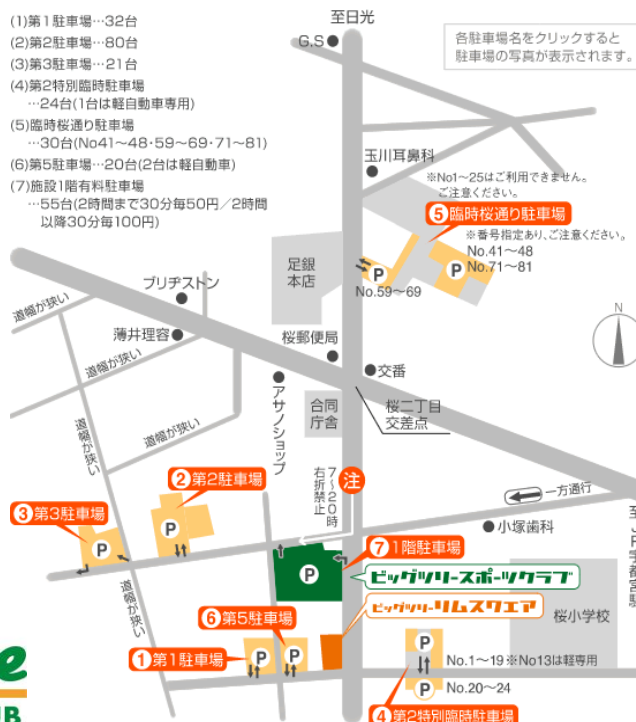 (1)第1駐車場…32台
(2)第2駐車場…80台
(3)第3駐車場…21台
(4)第2特別臨時駐車場
…24台(1台は軽自動車専用)
(5)臨時桜通り駐車場
…30台(No41〜48・59〜69・71〜81)
(6)第5駐車場…20台(2台は軽自動車)
(7)施設1階有料駐車場
…55台(2時間まで30分毎50円／2時間
以降30分毎100円)
至日光
G.S
各駐車場名をクリックすると
駐車場の写真が表示されます。
玉川耳鼻科
※No1〜25はご利用できません。
ご注意ください。
5 臨時桜通り駐車場
※番号指定あり、ご注意ください。
No.41〜48
No.71〜81
P
P
No.59〜69
足銀
本店
N
ブリヂストン
道幅が狭い
薄井理容
道幅が狭い
桜郵便局
交番
アサノショップ
合同
庁舎
桜二丁目
交差点
道幅が狭い
道幅が狭い
7〜20時
右折禁止
注
一方通行
至JR宇都宮駅
2 第2駐車場
P
3 第3駐車場
P
小塚歯科
7 1階駐車場
P
ビッグツリースポーツクラブ
ビッグツリーリムスクエア
道幅が狭い
6 第5駐車場
P
1 第1駐車場
P
桜小学校
P
No.1〜19※No13は軽専用
P
No.20〜24
4 第2特別臨時駐車場
e
UB